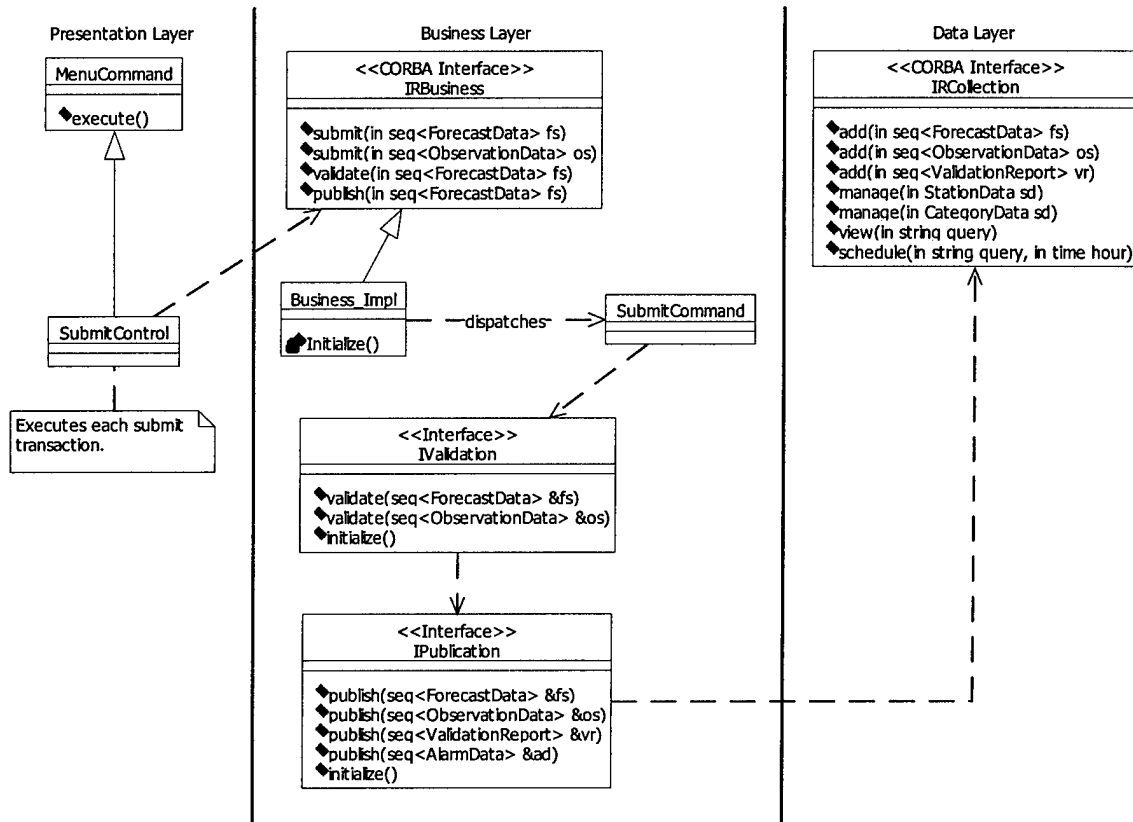 Presentation Layer
MenuCommand
execute()
SubmitControl
Executes each submit
transaction.
Business Layer
<<CORBA Interface>>
IRBusiness
submit(in seq<ForecastData> fs)
submit(in seq<ObservationData> os)
validate(in seq<ForecastData> fs)
publish(in seq<ForecastData> fs)
Business_Impl
Initialize()
dispatches
SubmitCommand
<<Interface>>
IValidation
validate(seq<ForecastData> &fs)
validate(seq<ObservationData> &os)
initialize()
<<Interface>>
IPublication
publish(seq<ForecastData> &fs)
publish(seq<ObservationData> &os)
publish(seq<ValidationReport> &vr)
publish(seq<AlarmData> &ad)
initialize()
Data Layer
<<CORBA Interface>>
IRCollection
add(in seq<ForecastData> fs)
add(in seq<ObservationData> os)
add(in seq<ValidationReport> vr)
manage(in StationData sd)
manage(in CategoryData sd)
view(in string query)
schedule(in string query, in time hour)